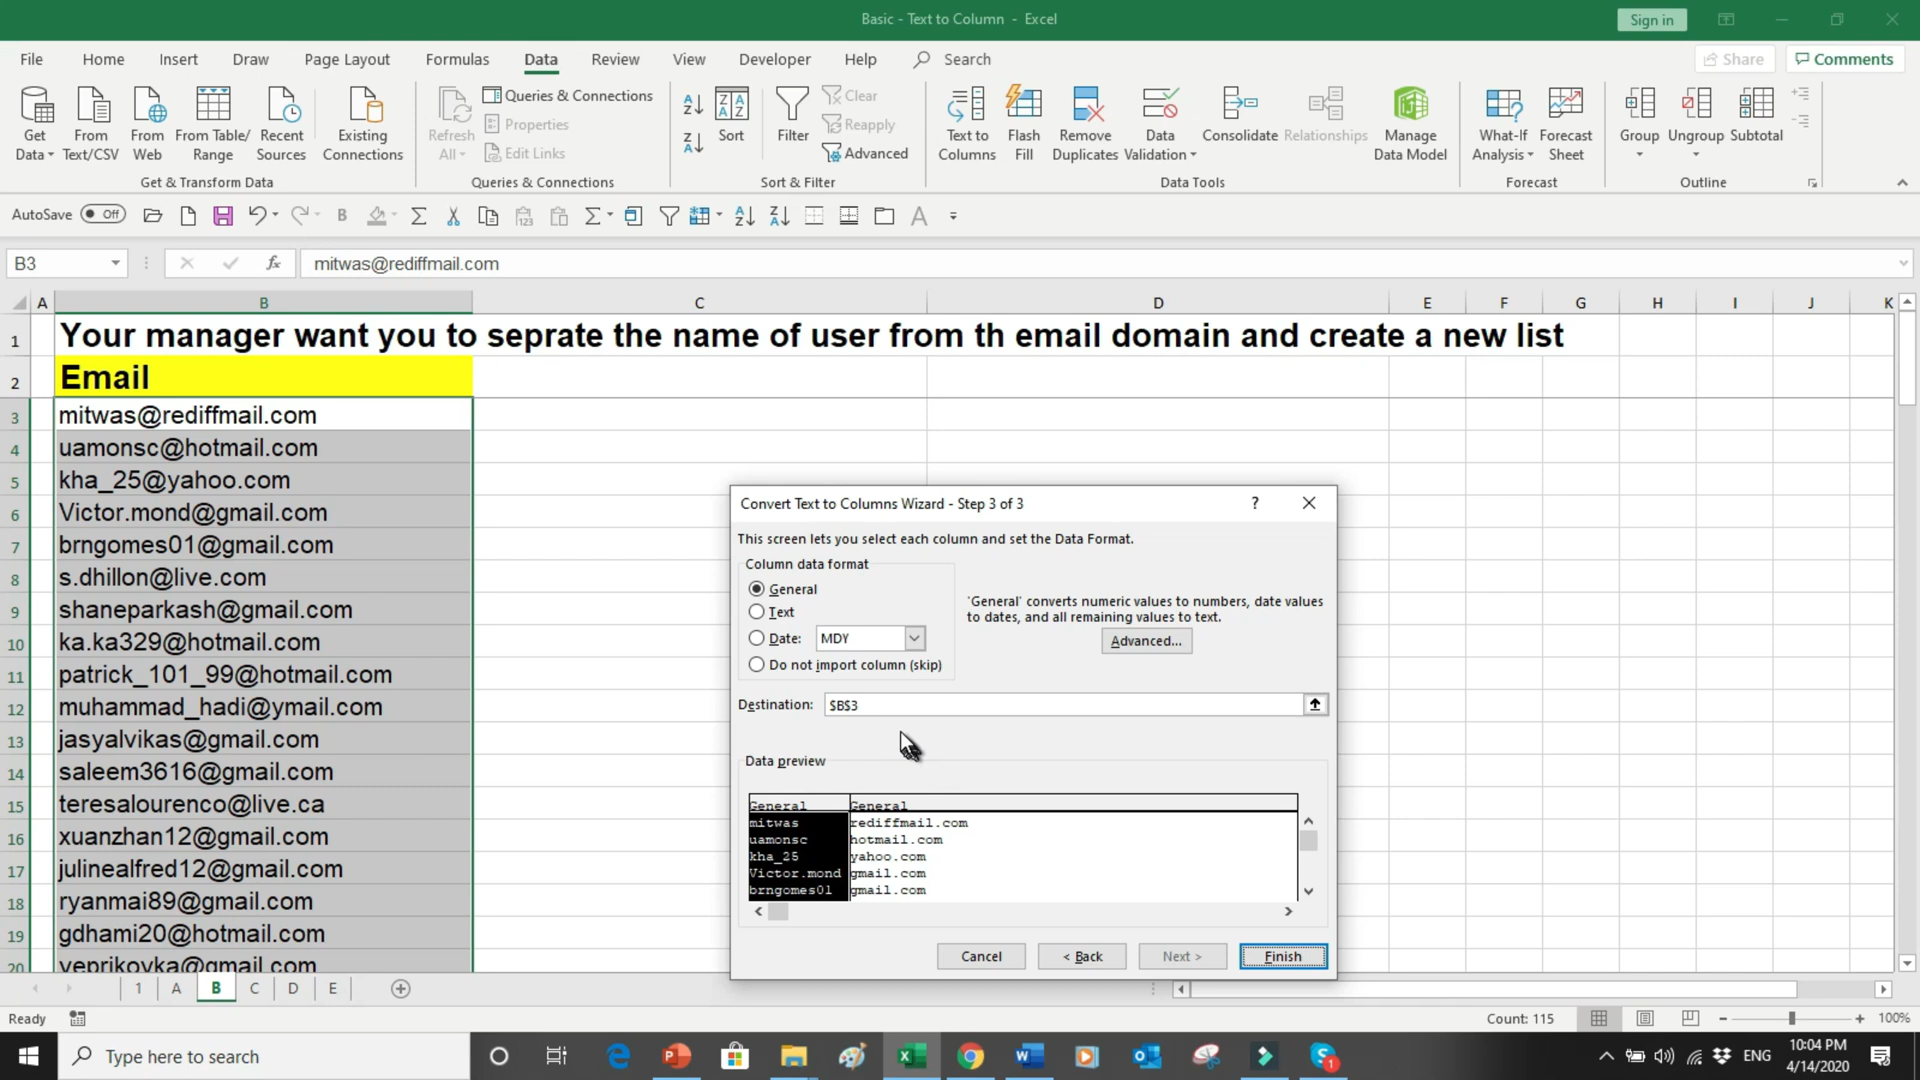 Basic - Text to Column - Excel
Sign in
File Home Insert Draw Page Layout Formulas Data Review View Developer Help Search
Share Comments
Get Data
From Text/CSV
From Web
From Table/ Range
Recent Sources
Existing Connections
Get & Transform Data
Refresh All
Queries & Connections
Properties
Edit Links
Queries & Connections
Sort
Filter
Clear
Reapply
Advanced
Sort & Filter
Text to Columns
Flash Fill
Remove Duplicates
Data Validation
Consolidate
Relationships
Manage Data Model
Data Tools
What-If Analysis
Forecast Sheet
Forecast
Group
Ungroup
Subtotal
Outline
AutoSave Off
B3
fx
mitwas@rediffmail.com
A B C D E F G H I J K
1 Your manager want you to seprate the name of user from th email domain and create a new list
2 Email
3 mitwas@rediffmail.com
4 uamonsc@hotmail.com
5 kha_25@yahoo.com
6 Victor.mond@gmail.com
7 brngomes01@gmail.com
8 s.dhillon@live.com
9 shaneparkash@gmail.com
10 ka.ka329@hotmail.com
11 patrick_101_99@hotmail.com
12 muhammad_hadi@ymail.com
13 jasyalvikas@gmail.com
14 saleem3616@gmail.com
15 teresalourenco@live.ca
16 xuanzhan12@gmail.com
17 julinealfred12@gmail.com
18 ryanmai89@gmail.com
19 gdhami20@hotmail.com
20 veprikovka@gmail.com
Convert Text to Columns Wizard - Step 3 of 3
This screen lets you select each column and set the Data Format.
Column data format
General
Text
Date: MDY
Do not import column (skip)
'General' converts numeric values to numbers, date values
to dates, and all remaining values to text.
Advanced...
Destination: $B$3
Data preview
General General
mitwas rediffmail.com
uamonsc hotmail.com
kha_25 yahoo.com
Victor.mond gmail.com
brngomes01 gmail.com
Cancel < Back Next > Finish
1 A B C D E
Ready
Count: 115
100%
Type here to search
ENG
10:04 PM
4/14/2020